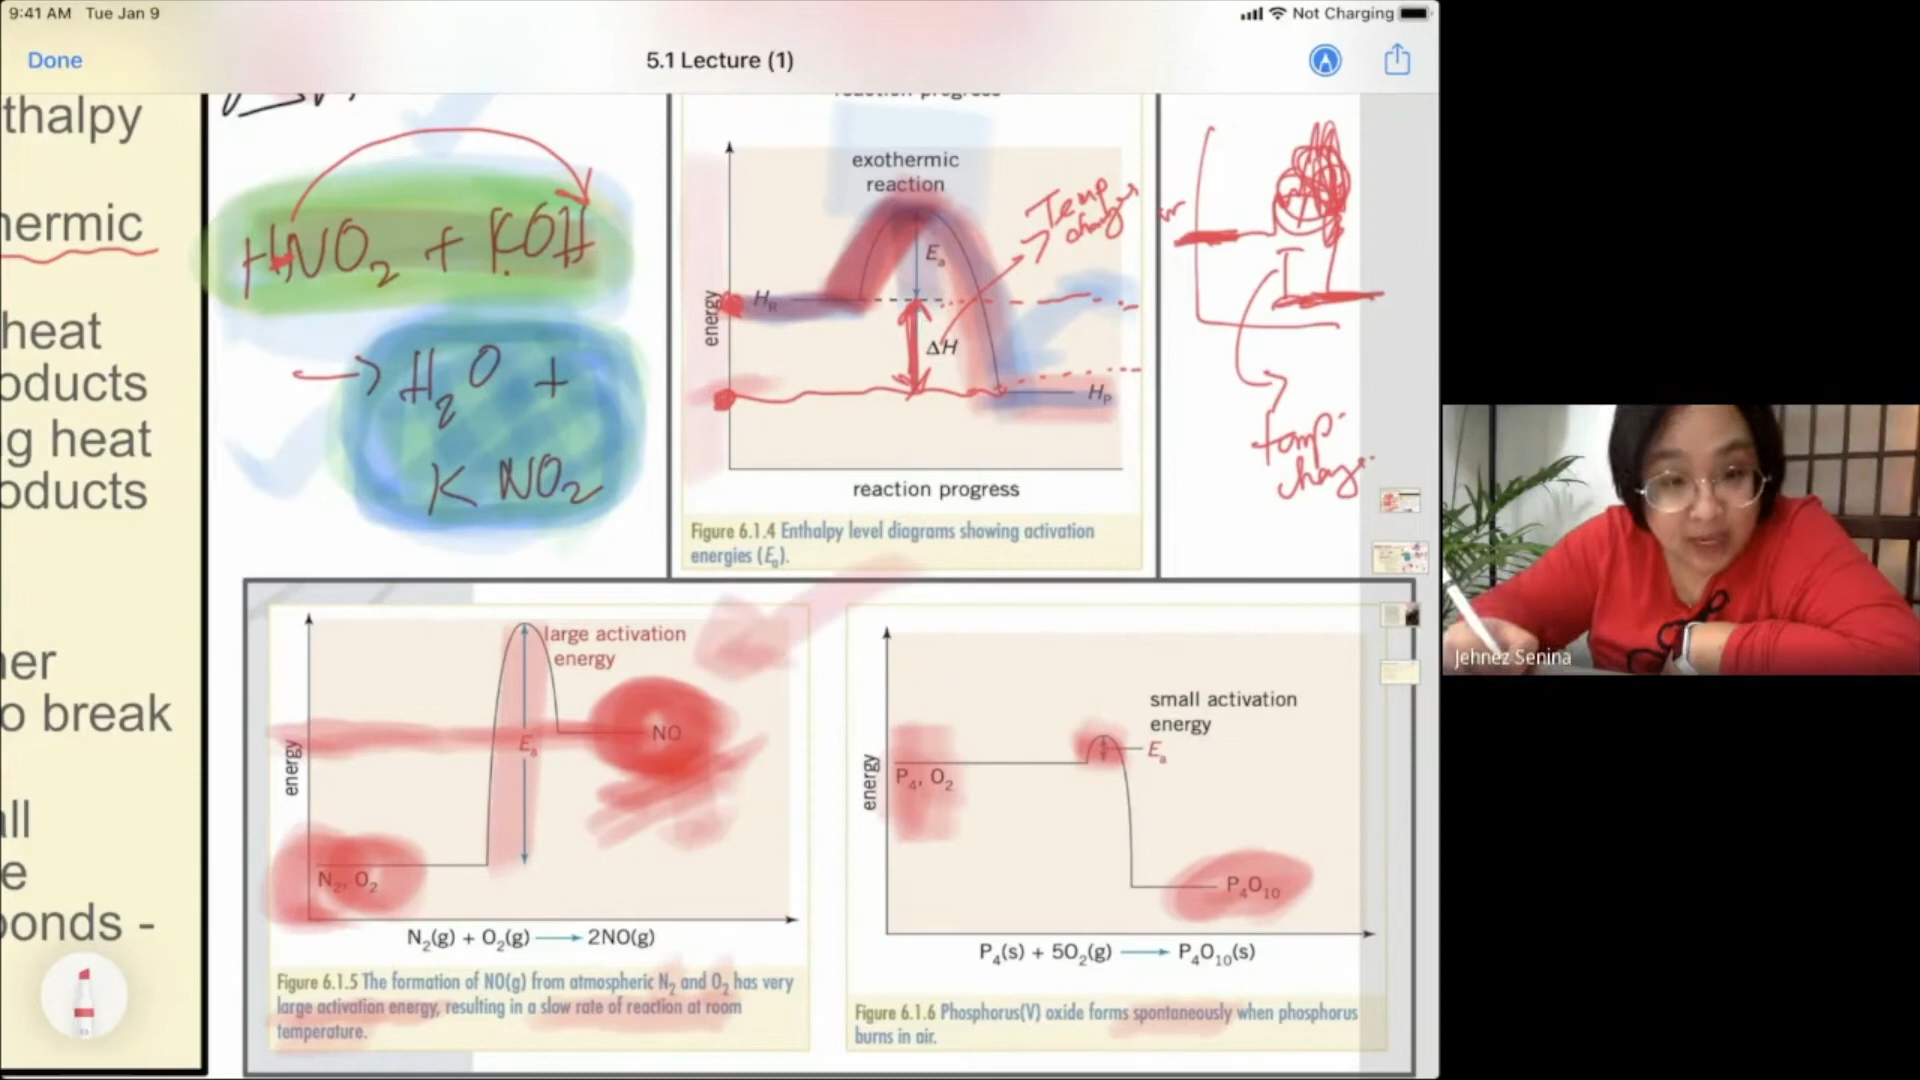 9:41 AM Tue Jan 9
Not Charging
Done
5.1 Lecture (1)
thalpy
hermic
heat
oducts
g heat
oducts
her
o break
all
e
bonds -
HNO2 + KOH
→ H2O +
KNO2
reaction progress
exothermic
reaction
Ea
HR
energy
ΔH
HP
reaction progress
Temp
change
Figure 6.1.4 Enthalpy level diagrams showing activation
energies (Ea).
temp.
change
large activation
energy
Ea
NO
energy
N2, O2
N2(g) + O2(g) → 2NO(g)
Figure 6.1.5 The formation of NO(g) from atmospheric N2 and O2 has very
large activation energy, resulting in a slow rate of reaction at room
temperature.
small activation
energy
Ea
energy
P4, O2
P4O10
P4(s) + 5O2(g) → P4O10(s)
Figure 6.1.6 Phosphorus(V) oxide forms spontaneously when phosphorus
burns in air.
Jehnez Senina